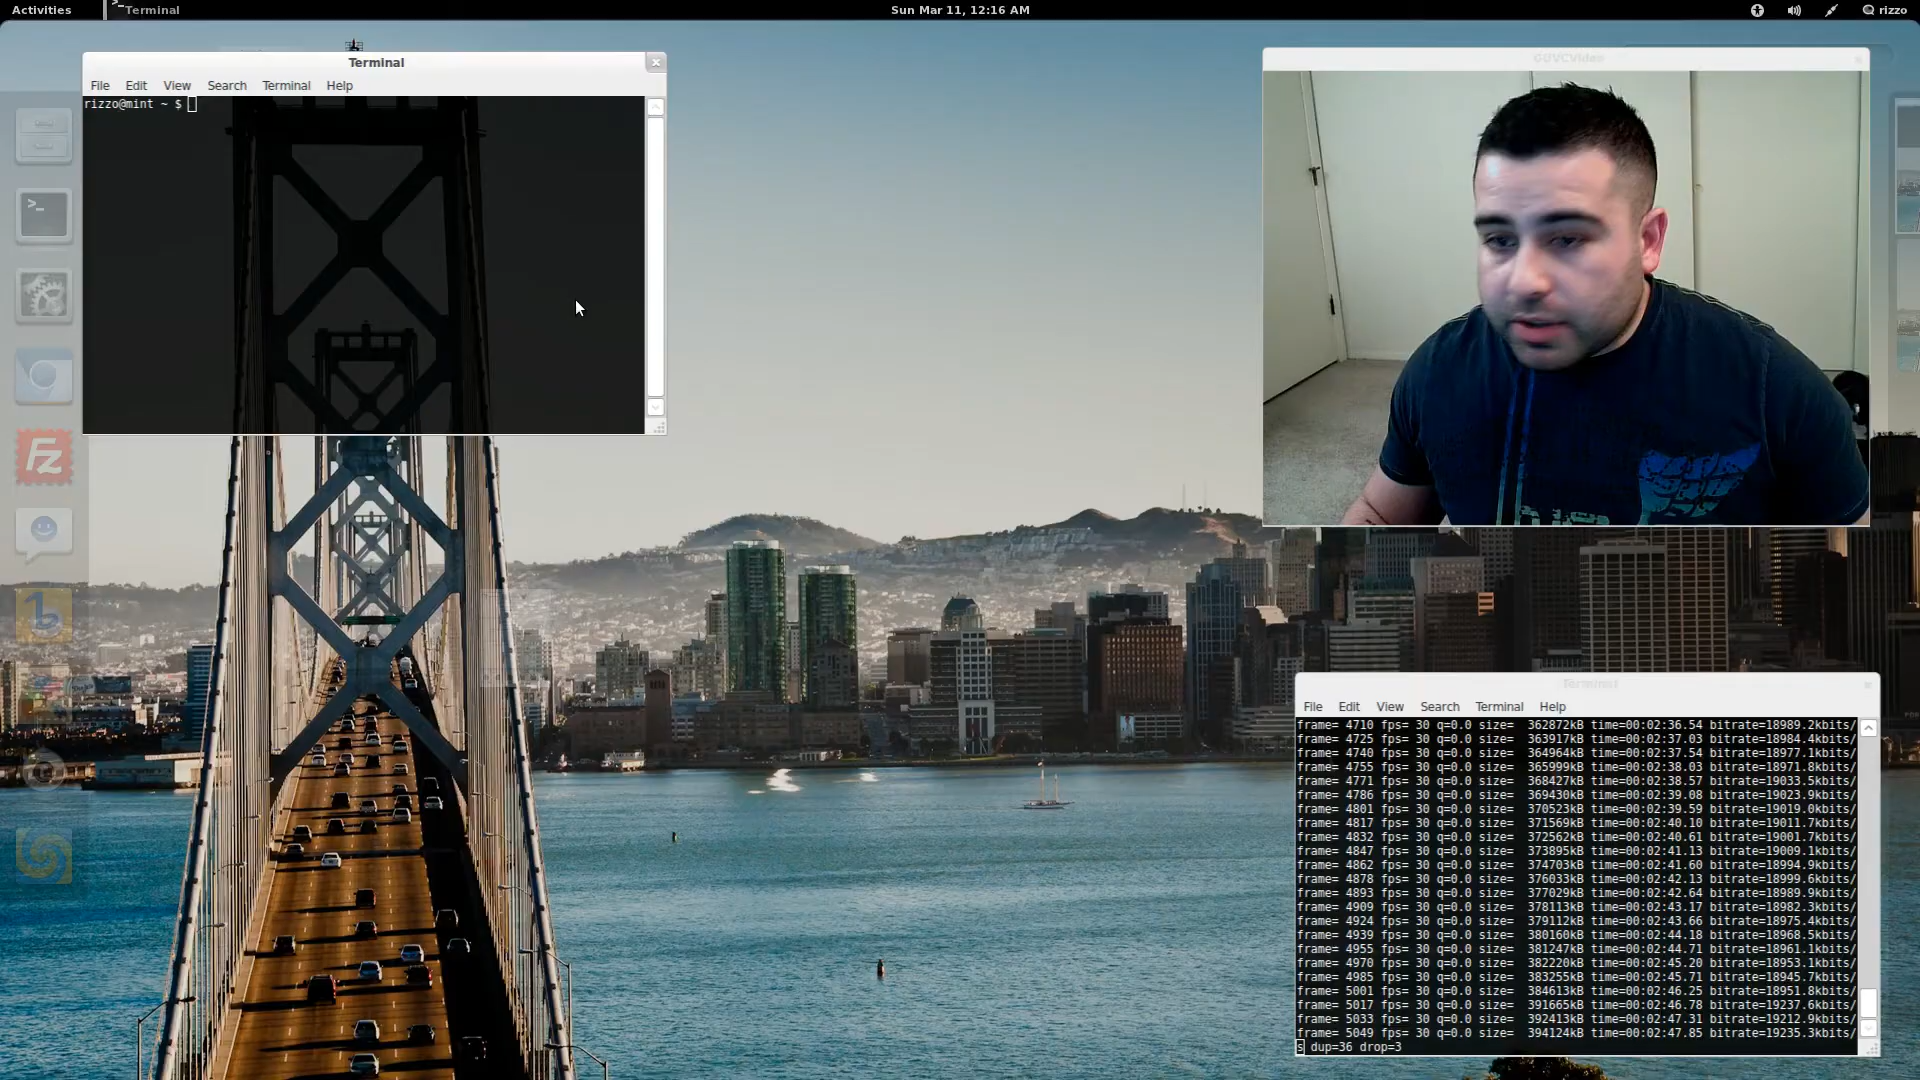 Activities
Terminal
Sun Mar 11, 12:16 AM
rizzo
Terminal
File Edit View Search Terminal Help
rizzo@mint ~ $
GUVCVideo
Terminal
File Edit View Search Terminal Help
frame= 4710 fps= 30 q=0.0 size=  362872kB time=00:02:36.54 bitrate=18989.2kbits/
frame= 4725 fps= 30 q=0.0 size=  363917kB time=00:02:37.03 bitrate=18984.4kbits/
frame= 4740 fps= 30 q=0.0 size=  364964kB time=00:02:37.54 bitrate=18977.1kbits/
frame= 4755 fps= 30 q=0.0 size=  365999kB time=00:02:38.03 bitrate=18971.8kbits/
frame= 4771 fps= 30 q=0.0 size=  368427kB time=00:02:38.57 bitrate=19033.5kbits/
frame= 4786 fps= 30 q=0.0 size=  369430kB time=00:02:39.08 bitrate=19023.9kbits/
frame= 4801 fps= 30 q=0.0 size=  370523kB time=00:02:39.59 bitrate=19019.0kbits/
frame= 4817 fps= 30 q=0.0 size=  371569kB time=00:02:40.10 bitrate=19011.7kbits/
frame= 4832 fps= 30 q=0.0 size=  372562kB time=00:02:40.61 bitrate=19001.7kbits/
frame= 4847 fps= 30 q=0.0 size=  373895kB time=00:02:41.13 bitrate=19009.1kbits/
frame= 4862 fps= 30 q=0.0 size=  374703kB time=00:02:41.60 bitrate=18994.9kbits/
frame= 4878 fps= 30 q=0.0 size=  376033kB time=00:02:42.13 bitrate=18999.6kbits/
frame= 4893 fps= 30 q=0.0 size=  377029kB time=00:02:42.64 bitrate=18989.9kbits/
frame= 4909 fps= 30 q=0.0 size=  378113kB time=00:02:43.17 bitrate=18982.3kbits/
frame= 4924 fps= 30 q=0.0 size=  379112kB time=00:02:43.66 bitrate=18975.4kbits/
frame= 4939 fps= 30 q=0.0 size=  380160kB time=00:02:44.18 bitrate=18968.5kbits/
frame= 4955 fps= 30 q=0.0 size=  381247kB time=00:02:44.71 bitrate=18961.1kbits/
frame= 4970 fps= 30 q=0.0 size=  382220kB time=00:02:45.20 bitrate=18953.1kbits/
frame= 4985 fps= 30 q=0.0 size=  383255kB time=00:02:45.71 bitrate=18945.7kbits/
frame= 5001 fps= 30 q=0.0 size=  384613kB time=00:02:46.25 bitrate=18951.8kbits/
frame= 5017 fps= 30 q=0.0 size=  391665kB time=00:02:46.78 bitrate=19237.6kbits/
frame= 5033 fps= 30 q=0.0 size=  392413kB time=00:02:47.31 bitrate=19212.9kbits/
frame= 5049 fps= 30 q=0.0 size=  394124kB time=00:02:47.85 bitrate=19235.3kbits/
s dup=36 drop=3